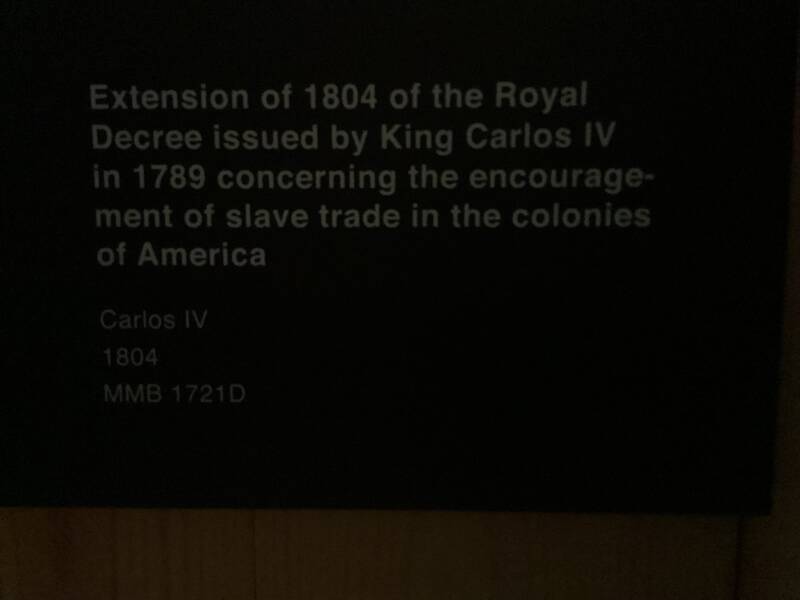 Extension of 1804 of the Royal
Decree issued by King Carlos IV
in 1789 concerning the encourage-
ment of slave trade in the colonies
of America
Carlos IV
1804
MMB 1721D